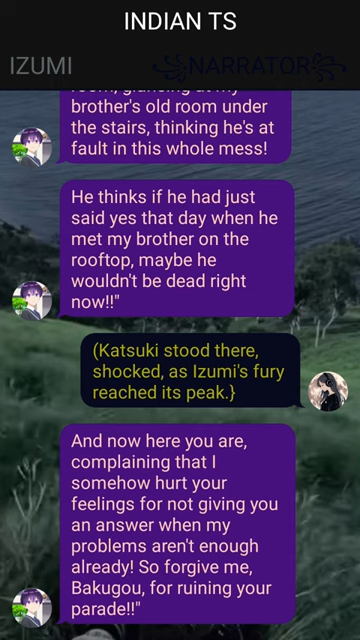 INDIAN TS
IZUMI
꧁NARRATOR꧂
brother's old room under
the stairs, thinking he's at
fault in this whole mess!
He thinks if he had just
said yes that day when he
met my brother on the
rooftop, maybe he
wouldn't be dead right
now!!"
(Katsuki stood there,
shocked, as Izumi's fury
reached its peak.}
And now here you are,
complaining that I
somehow hurt your
feelings for not giving you
an answer when my
problems aren't enough
already! So forgive me,
Bakugou, for ruining your
parade!!"